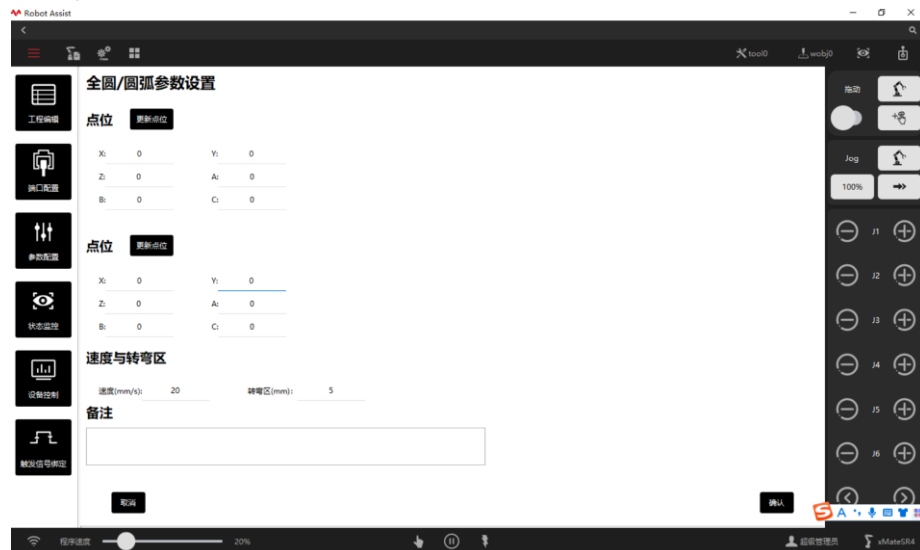 Robot Assist
tool0
wobj0
全圆/圆弧参数设置
工程编辑
点位 更新点位
X: 0 Y: 0
Z: 0 A: 0
B: 0 C: 0
端口配置
参数配置
点位 更新点位
X: 0 Y: 0
Z: 0 A: 0
B: 0 C: 0
状态监控
速度与转弯区
速度(mm/s): 20 转弯区(mm): 5
设备控制
备注
触发信号绑定
取消 确认
拖动
Jog
100%
J1
J2
J3
J4
J5
J6
S A
程序速度 20% 超级管理员 xMateSR4